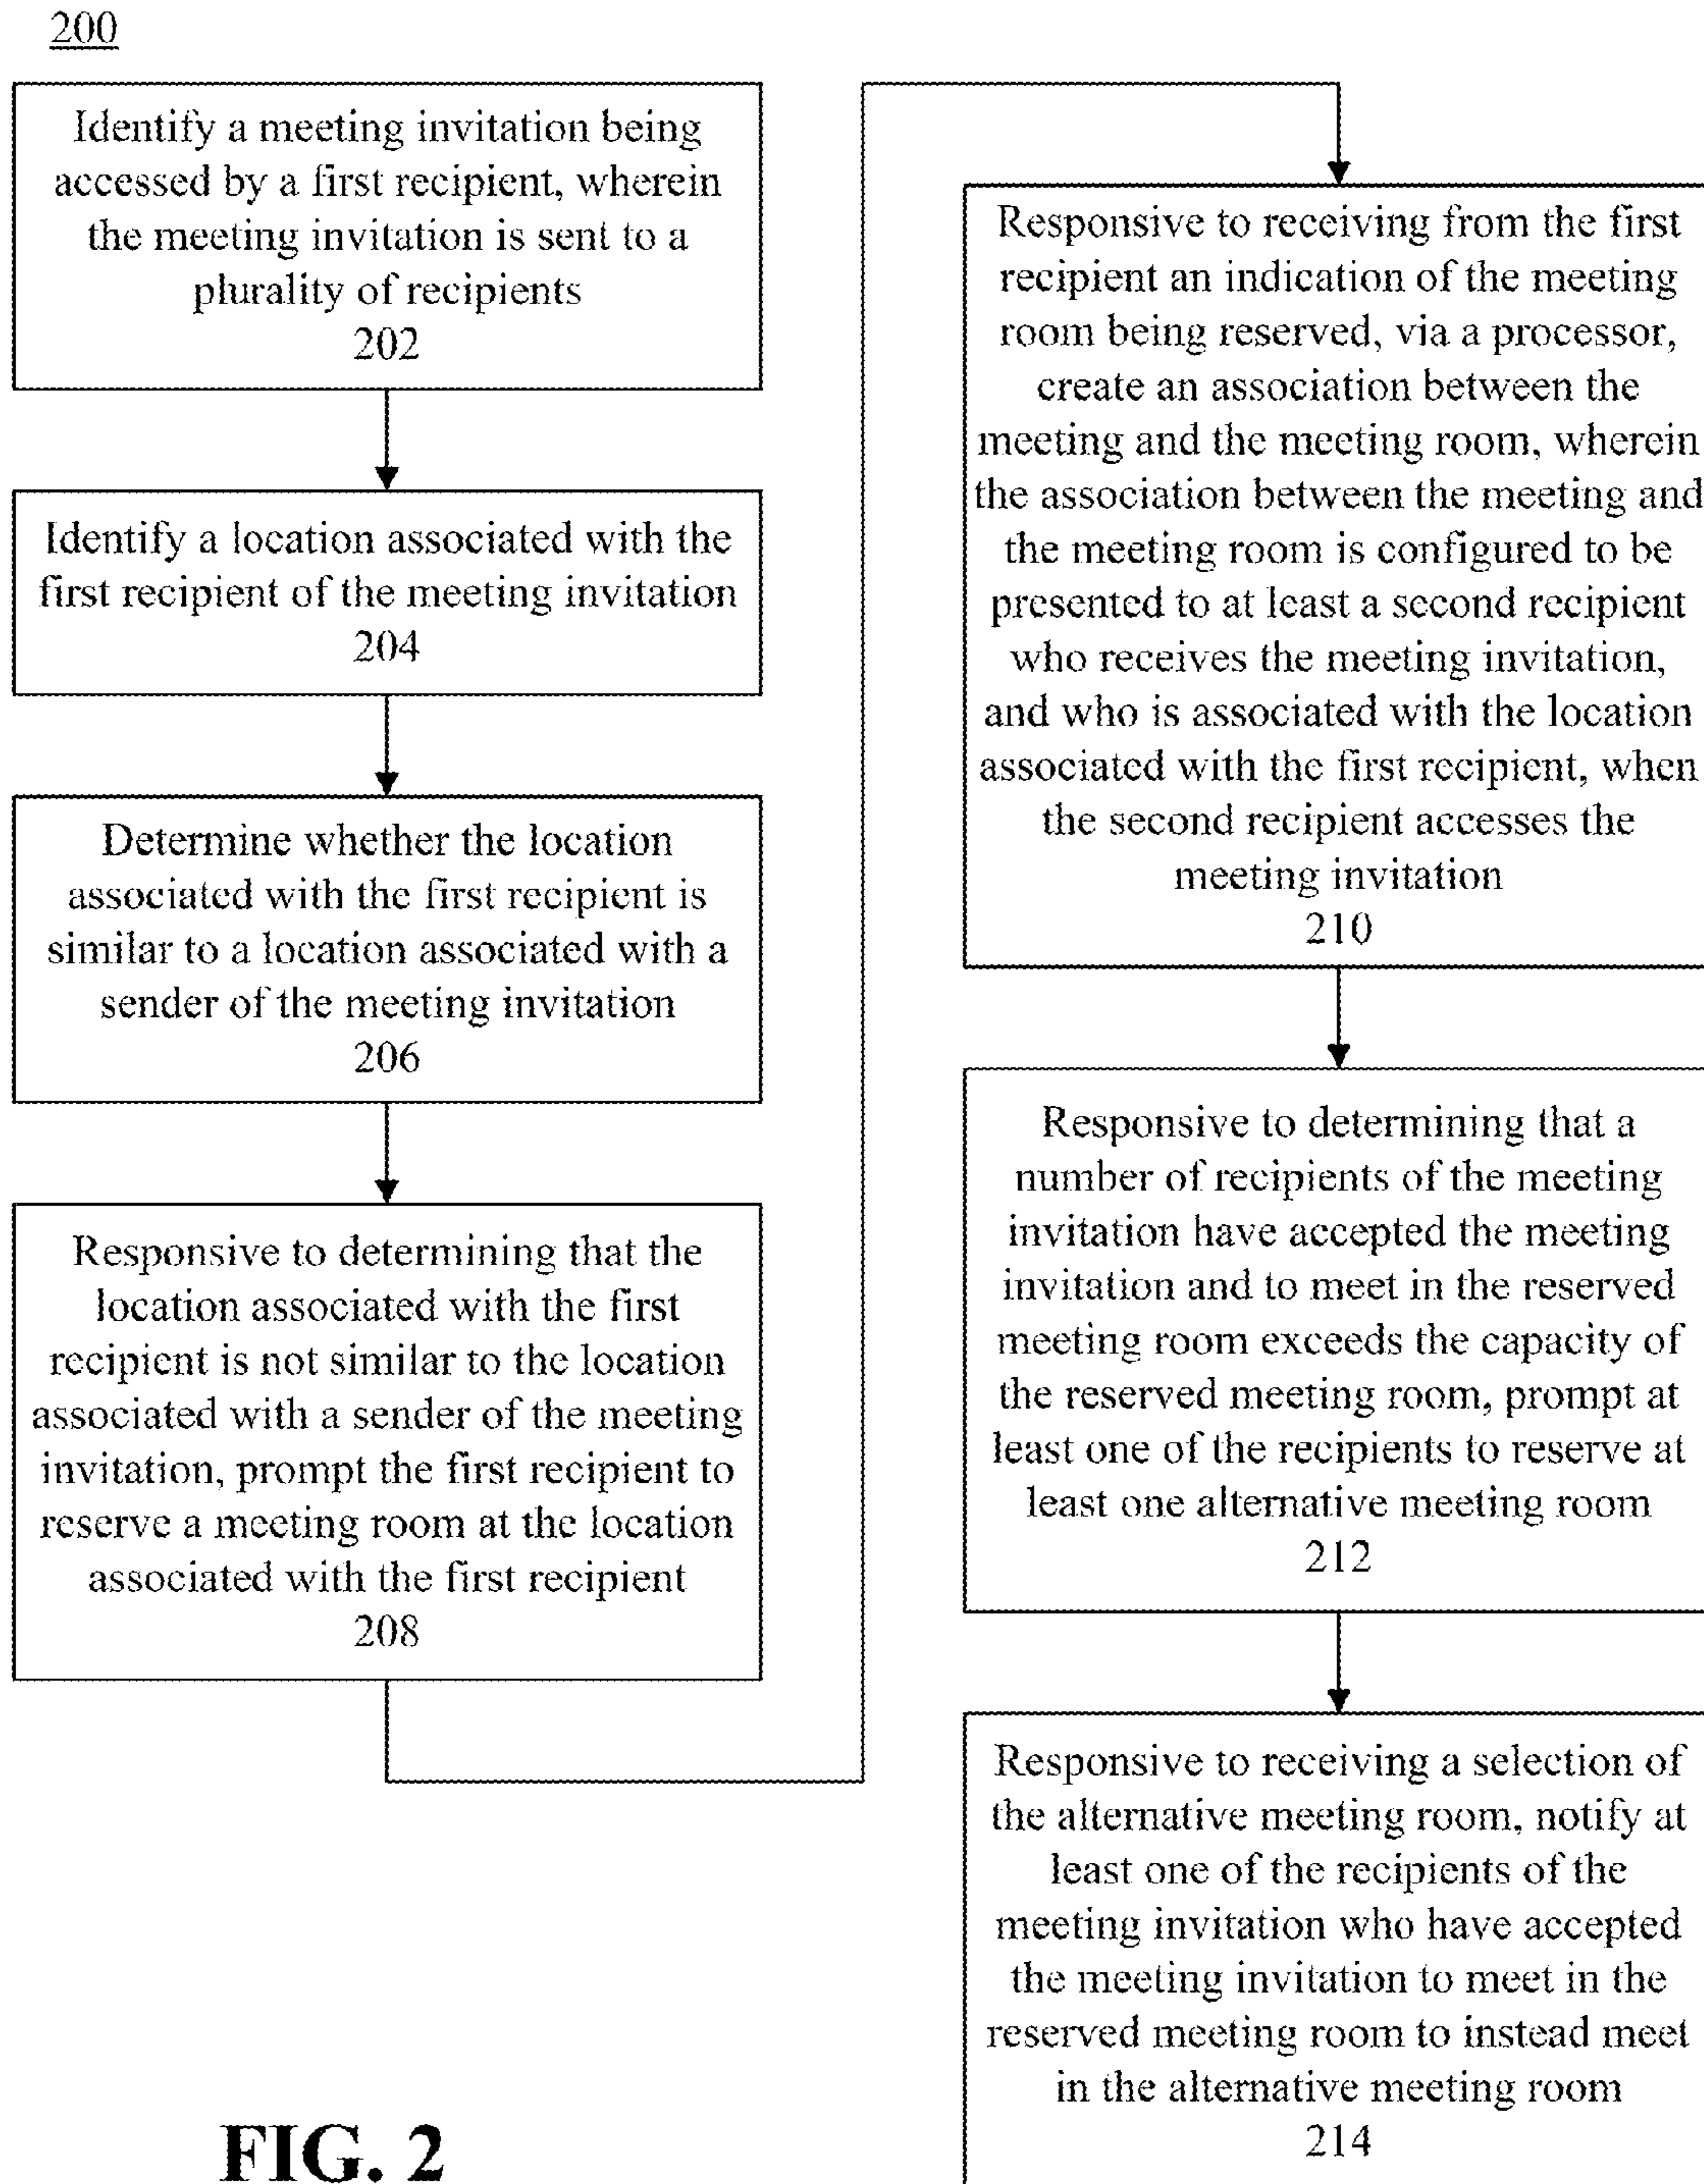 200
Identify a meeting invitation being
accessed by a first recipient, wherein
the meeting invitation is sent to a
plurality of recipients
202
Identify a location associated with the
first recipient of the meeting invitation
204
Determine whether the location
associated with the first recipient is
similar to a location associated with a
sender of the meeting invitation
206
Responsive to determining that the
location associated with the first
recipient is not similar to the location
associated with a sender of the meeting
invitation, prompt the first recipient to
reserve a meeting room at the location
associated with the first recipient
208
Responsive to receiving from the first
recipient an indication of the meeting
room being reserved, via a processor,
create an association between the
meeting and the meeting room, wherein
the association between the meeting and
the meeting room is configured to be
presented to at least a second recipient
who receives the meeting invitation,
and who is associated with the location
associated with the first recipient, when
the second recipient accesses the
meeting invitation
210
Responsive to determining that a
number of recipients of the meeting
invitation have accepted the meeting
invitation and to meet in the reserved
meeting room exceeds the capacity of
the reserved meeting room, prompt at
least one of the recipients to reserve at
least one alternative meeting room
212
Responsive to receiving a selection of
the alternative meeting room, notify at
least one of the recipients of the
meeting invitation who have accepted
the meeting invitation to meet in the
reserved meeting room to instead meet
in the alternative meeting room
214
FIG. 2